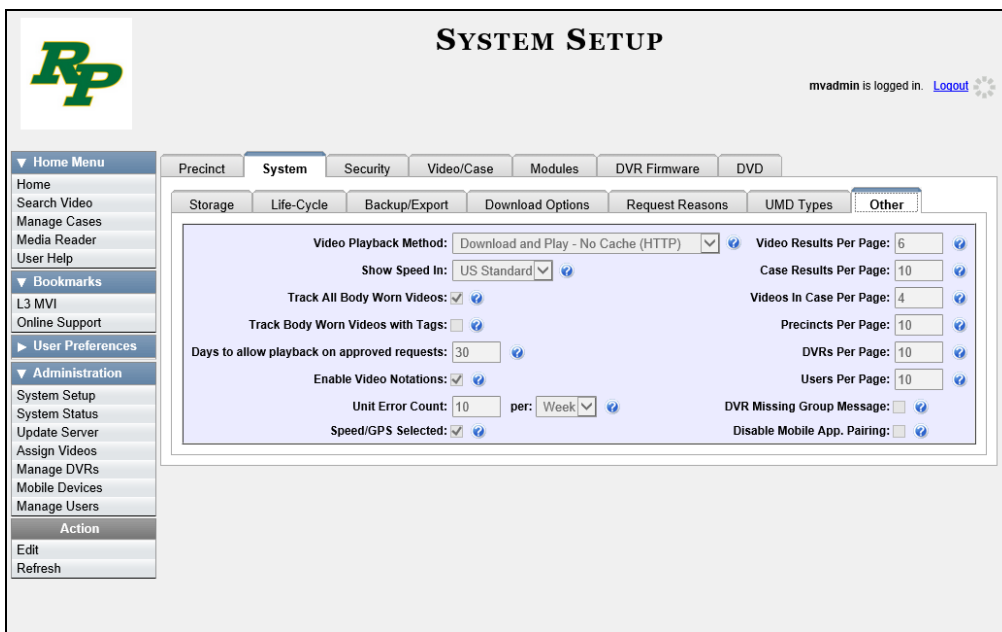 RP
SYSTEM SETUP
mvadmin is logged in. Logout
▼ Home Menu
Home
Search Video
Manage Cases
Media Reader
User Help
▼ Bookmarks
L3 MVI
Online Support
► User Preferences
▼ Administration
System Setup
System Status
Update Server
Assign Videos
Manage DVRs
Mobile Devices
Manage Users
Action
Edit
Refresh
Precinct System Security Video/Case Modules DVR Firmware DVD
Storage Life-Cycle Backup/Export Download Options Request Reasons UMD Types Other
Video Playback Method: Download and Play - No Cache (HTTP) Video Results Per Page: 6
Show Speed In: US Standard Case Results Per Page: 10
Track All Body Worn Videos: Videos In Case Per Page: 4
Track Body Worn Videos with Tags: Precincts Per Page: 10
Days to allow playback on approved requests: 30 DVRs Per Page: 10
Enable Video Notations: Users Per Page: 10
Unit Error Count: 10 per: Week DVR Missing Group Message:
Speed/GPS Selected: Disable Mobile App. Pairing: